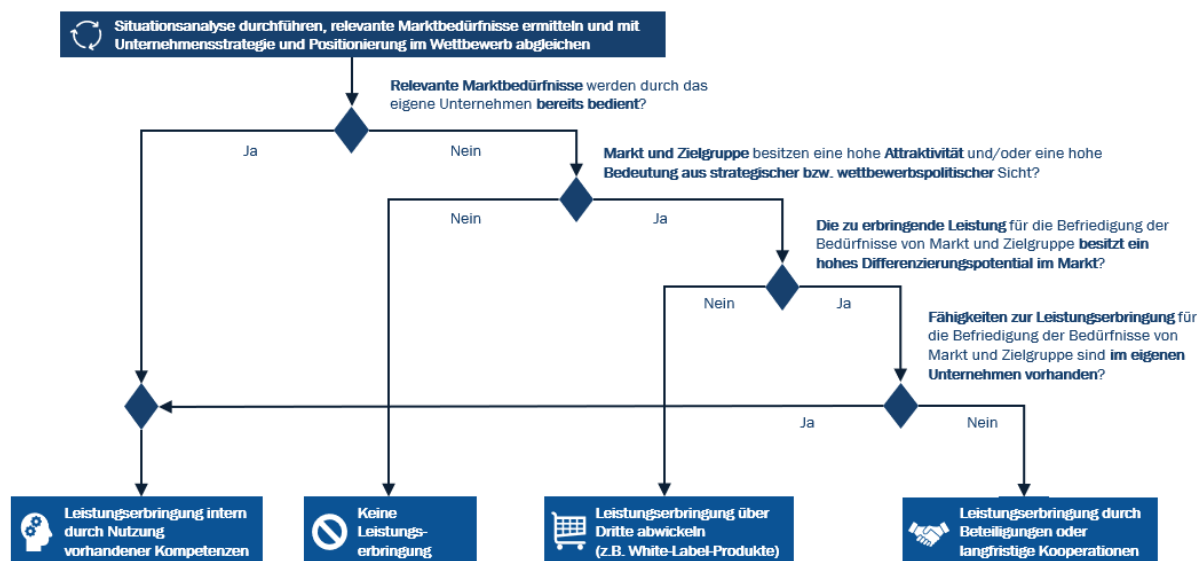 Situationsanalyse durchführen, relevante Marktbedürfnisse ermitteln und mit
Unternehmensstrategie und Positionierung im Wettbewerb abgleichen
Relevante Marktbedürfnisse werden durch das
eigene Unternehmen bereits bedient?
Ja
Nein
Markt und Zielgruppe besitzen eine hohe Attraktivität und/oder eine hohe
Bedeutung aus strategischer bzw. wettbewerbspolitischer Sicht?
Nein
Ja
Die zu erbringende Leistung für die Befriedigung der
Bedürfnisse von Markt und Zielgruppe besitzt ein
hohes Differenzierungspotential im Markt?
Nein
Ja
Fähigkeiten zur Leistungserbringung für
die Befriedigung der Bedürfnisse von
Markt und Zielgruppe sind im eigenen
Unternehmen vorhanden?
Ja
Nein
Leistungserbringung intern
durch Nutzung
vorhandener Kompetenzen
Keine
Leistungs-
erbringung
Leistungserbringung über
Dritte abwickeln
(z.B. White-Label-Produkte)
Leistungserbringung durch
Beteiligungen oder
langfristige Kooperationen